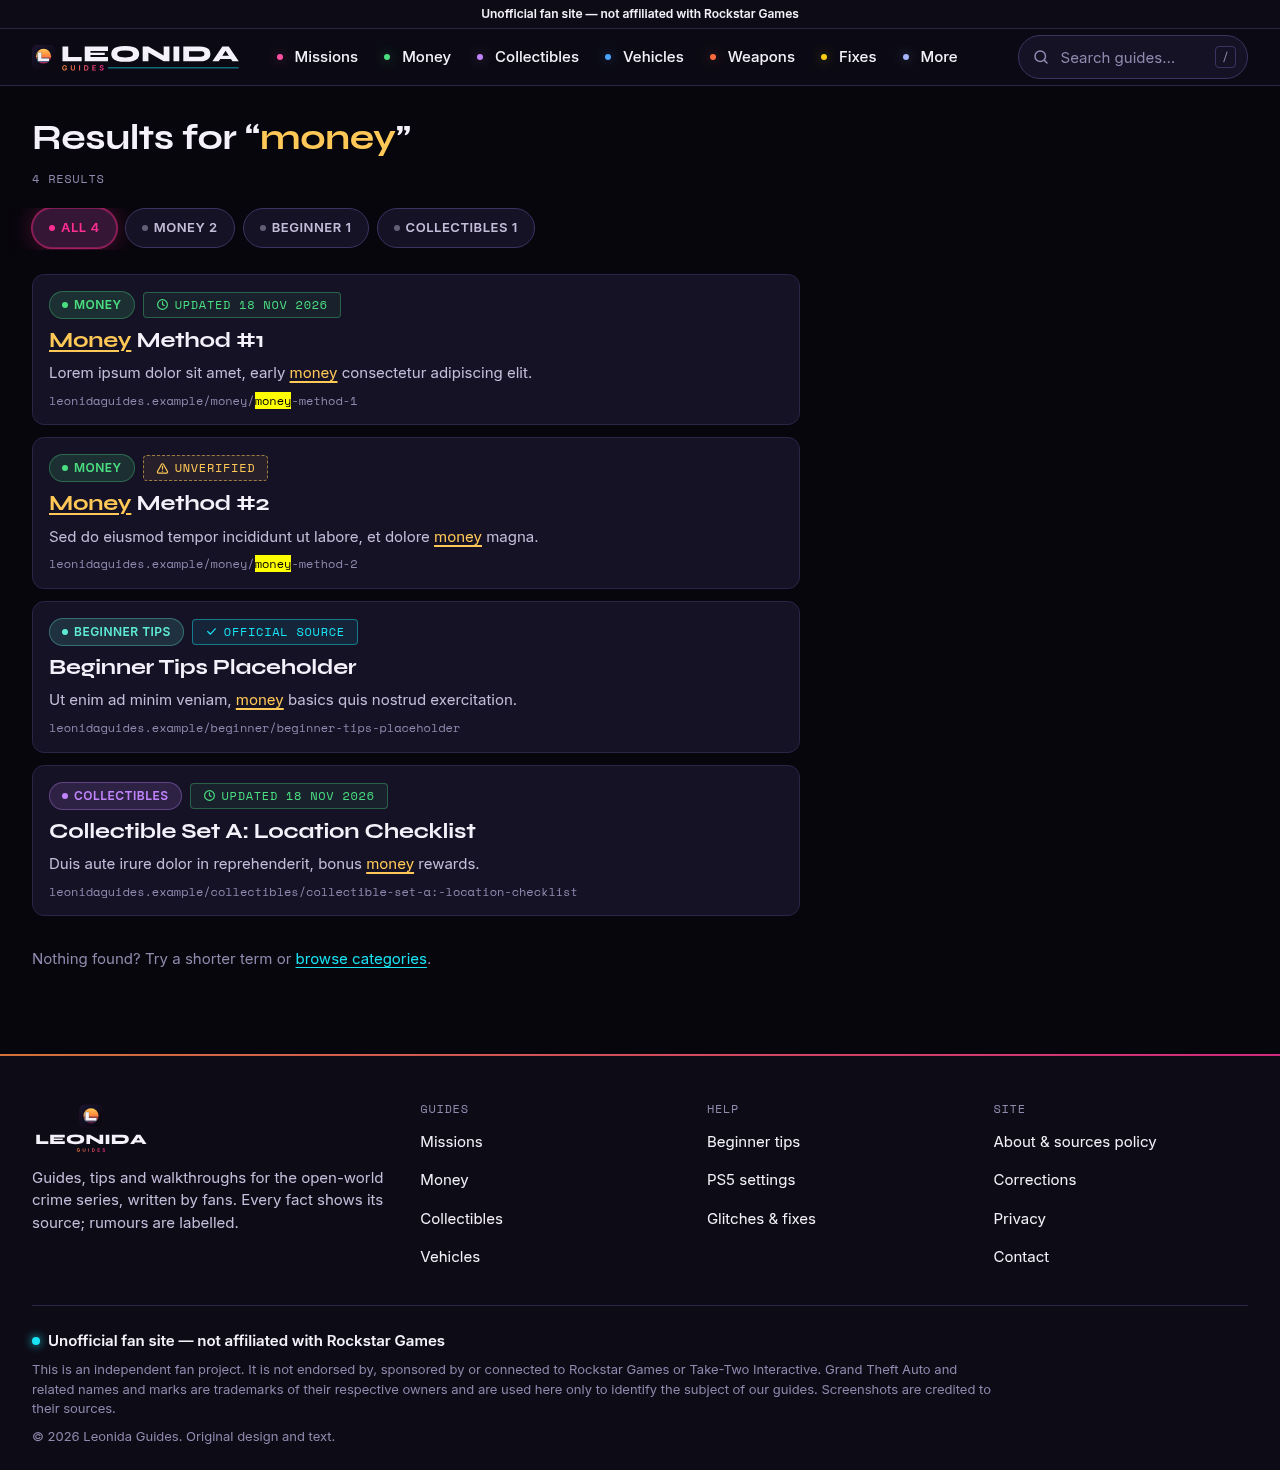 Unofficial fan site — not affiliated with Rockstar Games
LEONIDA
GUIDES
Missions
Money
Collectibles
Vehicles
Weapons
Fixes
More
Search guides…
/
Results for “money”
4 RESULTS
ALL 4
MONEY 2
BEGINNER 1
COLLECTIBLES 1
MONEY
UPDATED 18 NOV 2026
Money Method #1
Lorem ipsum dolor sit amet, early money consectetur adipiscing elit.
leonidaguides.example/money/money-method-1
MONEY
UNVERIFIED
Money Method #2
Sed do eiusmod tempor incididunt ut labore, et dolore money magna.
leonidaguides.example/money/money-method-2
BEGINNER TIPS
OFFICIAL SOURCE
Beginner Tips Placeholder
Ut enim ad minim veniam, money basics quis nostrud exercitation.
leonidaguides.example/beginner/beginner-tips-placeholder
COLLECTIBLES
UPDATED 18 NOV 2026
Collectible Set A: Location Checklist
Duis aute irure dolor in reprehenderit, bonus money rewards.
leonidaguides.example/collectibles/collectible-set-a:-location-checklist
Nothing found? Try a shorter term or browse categories.
LEONIDA
GUIDES
Guides, tips and walkthroughs for the open-world
crime series, written by fans. Every fact shows its
source; rumours are labelled.
GUIDES
Missions
Money
Collectibles
Vehicles
HELP
Beginner tips
PS5 settings
Glitches & fixes
SITE
About & sources policy
Corrections
Privacy
Contact
Unofficial fan site — not affiliated with Rockstar Games
This is an independent fan project. It is not endorsed by, sponsored by or connected to Rockstar Games or Take-Two Interactive. Grand Theft Auto and
related names and marks are trademarks of their respective owners and are used here only to identify the subject of our guides. Screenshots are credited to
their sources.
© 2026 Leonida Guides. Original design and text.